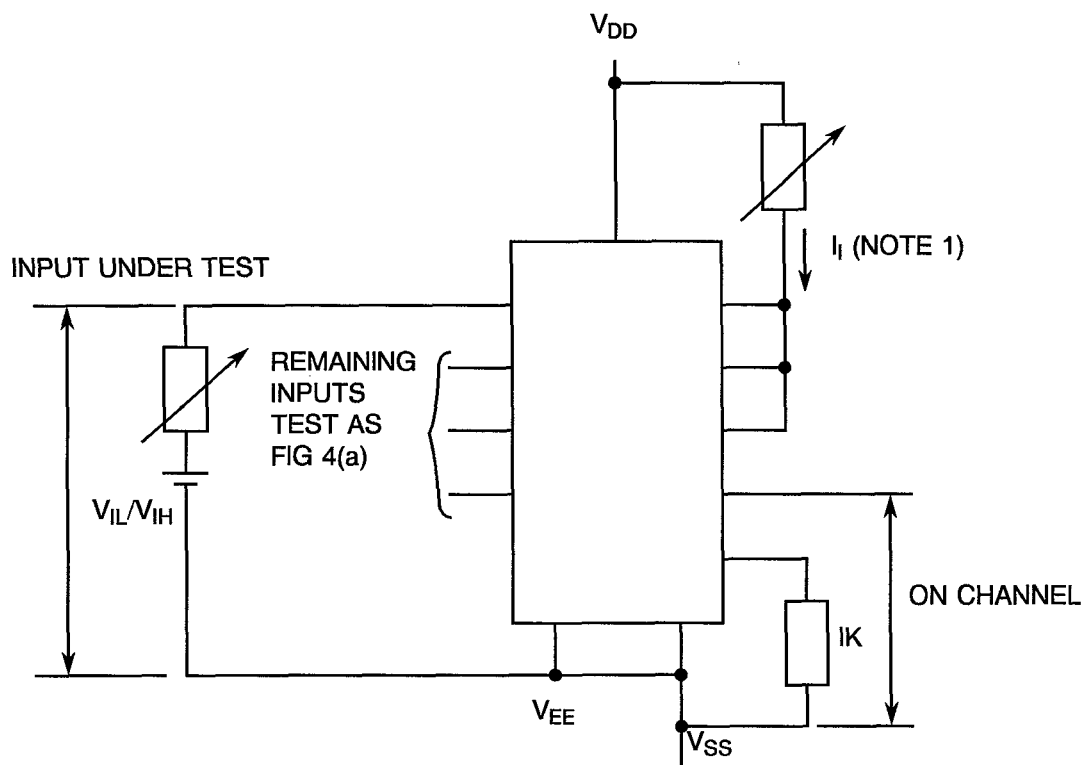 VDD
II (NOTE 1)
INPUT UNDER TEST
REMAINING
INPUTS
TEST AS
FIG 4(a)
VIL/VIH
ON CHANNEL
IK
VEE
VSS